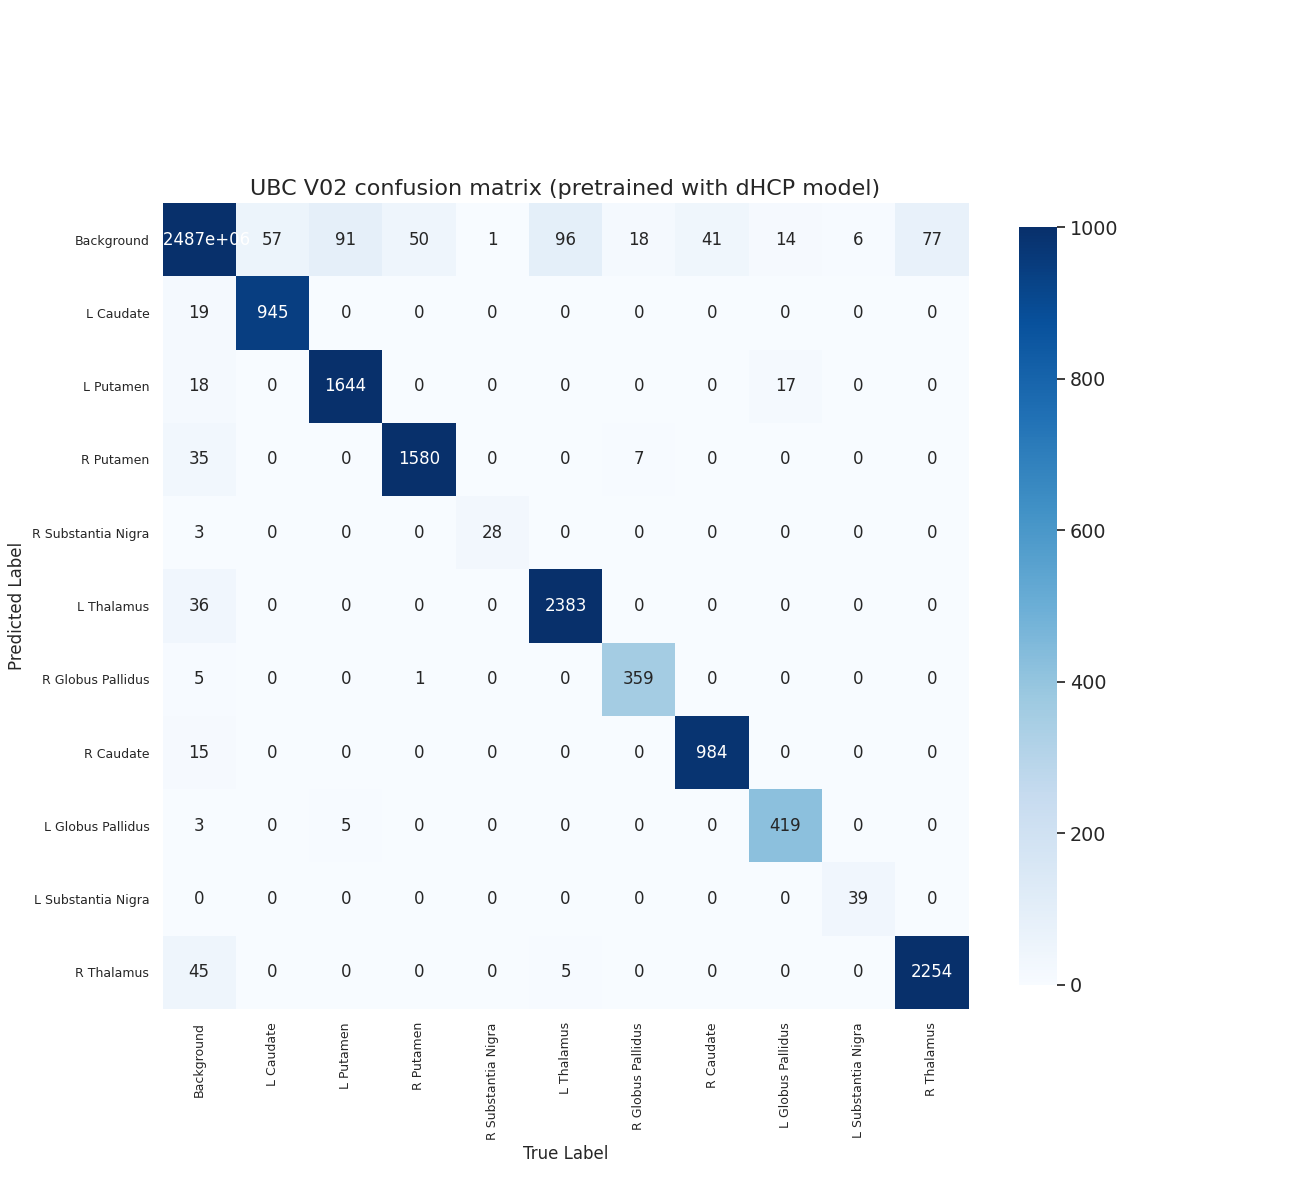 UBC V02 confusion matrix (pretrained with dHCP model)
Background 57 91 50 1 96 18 41 14 6 77
L Caudate 19 945 0 0 0 0 0 0 0 0 0
L Putamen 18 0 1644 0 0 0 0 0 17 0 0
R Putamen 35 0 0 1580 0 0 7 0 0 0 0
R Substantia Nigra 3 0 0 0 28 0 0 0 0 0 0
L Thalamus 36 0 0 0 0 2383 0 0 0 0 0
R Globus Pallidus 5 0 0 1 0 0 359 0 0 0 0
R Caudate 15 0 0 0 0 0 0 984 0 0 0
L Globus Pallidus 3 0 5 0 0 0 0 0 419 0 0
L Substantia Nigra 0 0 0 0 0 0 0 0 0 39 0
R Thalamus 45 0 0 0 0 5 0 0 0 0 2254
Predicted Label
Background
L Caudate
L Putamen
R Putamen
R Substantia Nigra
L Thalamus
R Globus Pallidus
R Caudate
L Globus Pallidus
L Substantia Nigra
R Thalamus
True Label
1000
800
600
400
200
0